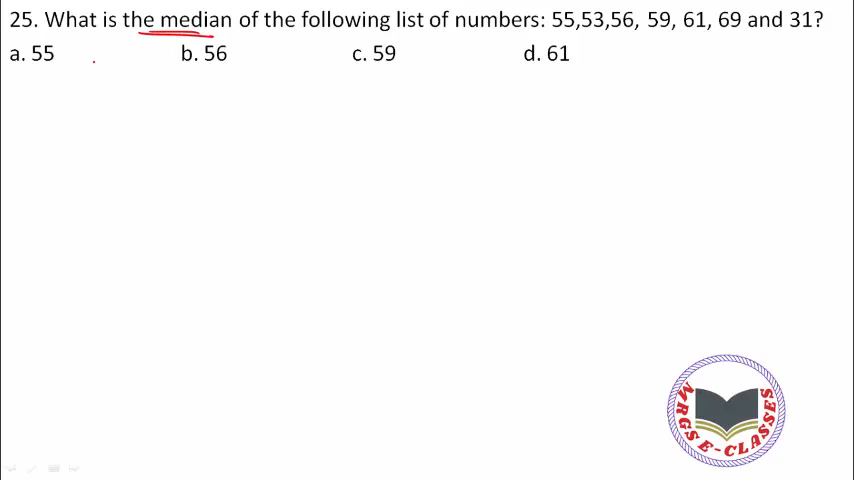 25. What is the median of the following list of numbers: 55,53,56, 59, 61, 69 and 31?
a. 55 b. 56 c. 59 d. 61
MRGS E-CLASSES